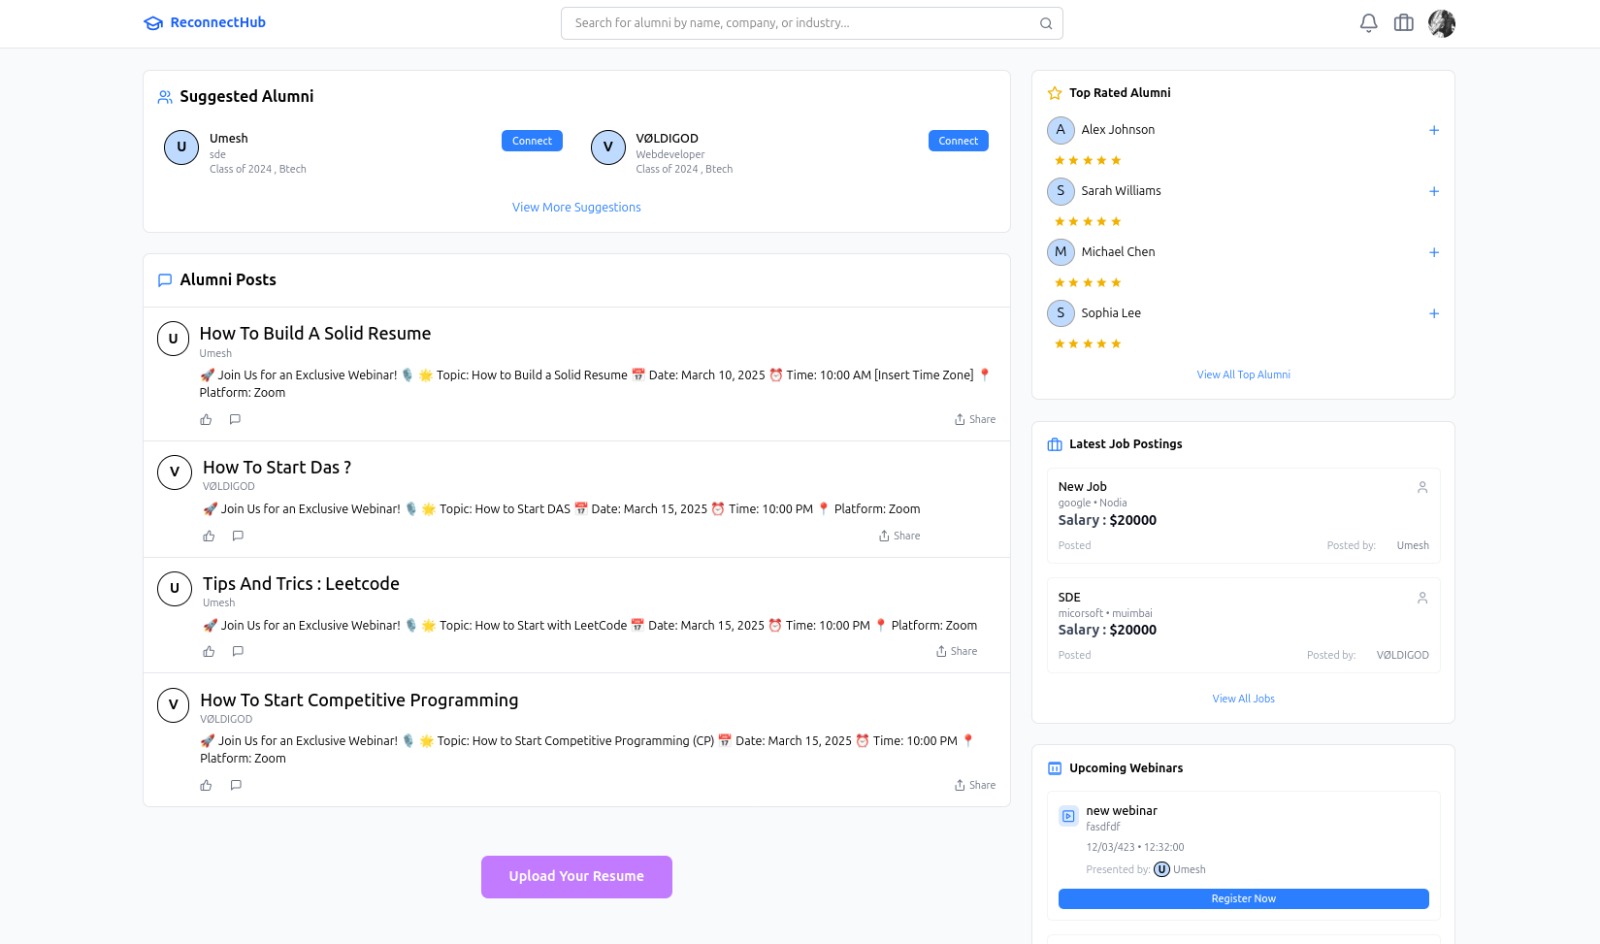 ReconnectHub
Search for alumni by name, company, or industry...
Suggested Alumni
U
Umesh
sde
Class of 2024 , Btech
Connect
V
VØLDIGOD
Webdeveloper
Class of 2024 , Btech
Connect
View More Suggestions
Alumni Posts
U
How To Build A Solid Resume
Umesh
🚀 Join Us for an Exclusive Webinar! 🎙️ 🌟 Topic: How to Build a Solid Resume 📅 Date: March 10, 2025 ⏰ Time: 10:00 AM [Insert Time Zone] 📍
Platform: Zoom
Share
V
How To Start Das ?
VØLDIGOD
🚀 Join Us for an Exclusive Webinar! 🎙️ 🌟 Topic: How to Start DAS 📅 Date: March 15, 2025 ⏰ Time: 10:00 PM 📍 Platform: Zoom
Share
U
Tips And Trics : Leetcode
Umesh
🚀 Join Us for an Exclusive Webinar! 🎙️ 🌟 Topic: How to Start with LeetCode 📅 Date: March 15, 2025 ⏰ Time: 10:00 PM 📍 Platform: Zoom
Share
V
How To Start Competitive Programming
VØLDIGOD
🚀 Join Us for an Exclusive Webinar! 🎙️ 🌟 Topic: How to Start Competitive Programming (CP) 📅 Date: March 15, 2025 ⏰ Time: 10:00 PM 📍
Platform: Zoom
Share
Upload Your Resume
Top Rated Alumni
A
Alex Johnson
S
Sarah Williams
M
Michael Chen
S
Sophia Lee
View All Top Alumni
Latest Job Postings
New Job
google • Nodia
Salary : $20000
Posted
Posted by: Umesh
SDE
micorsoft • muimbai
Salary : $20000
Posted
Posted by: VØLDIGOD
View All Jobs
Upcoming Webinars
new webinar
fasdfdf
12/03/423 • 12:32:00
Presented by: U Umesh
Register Now